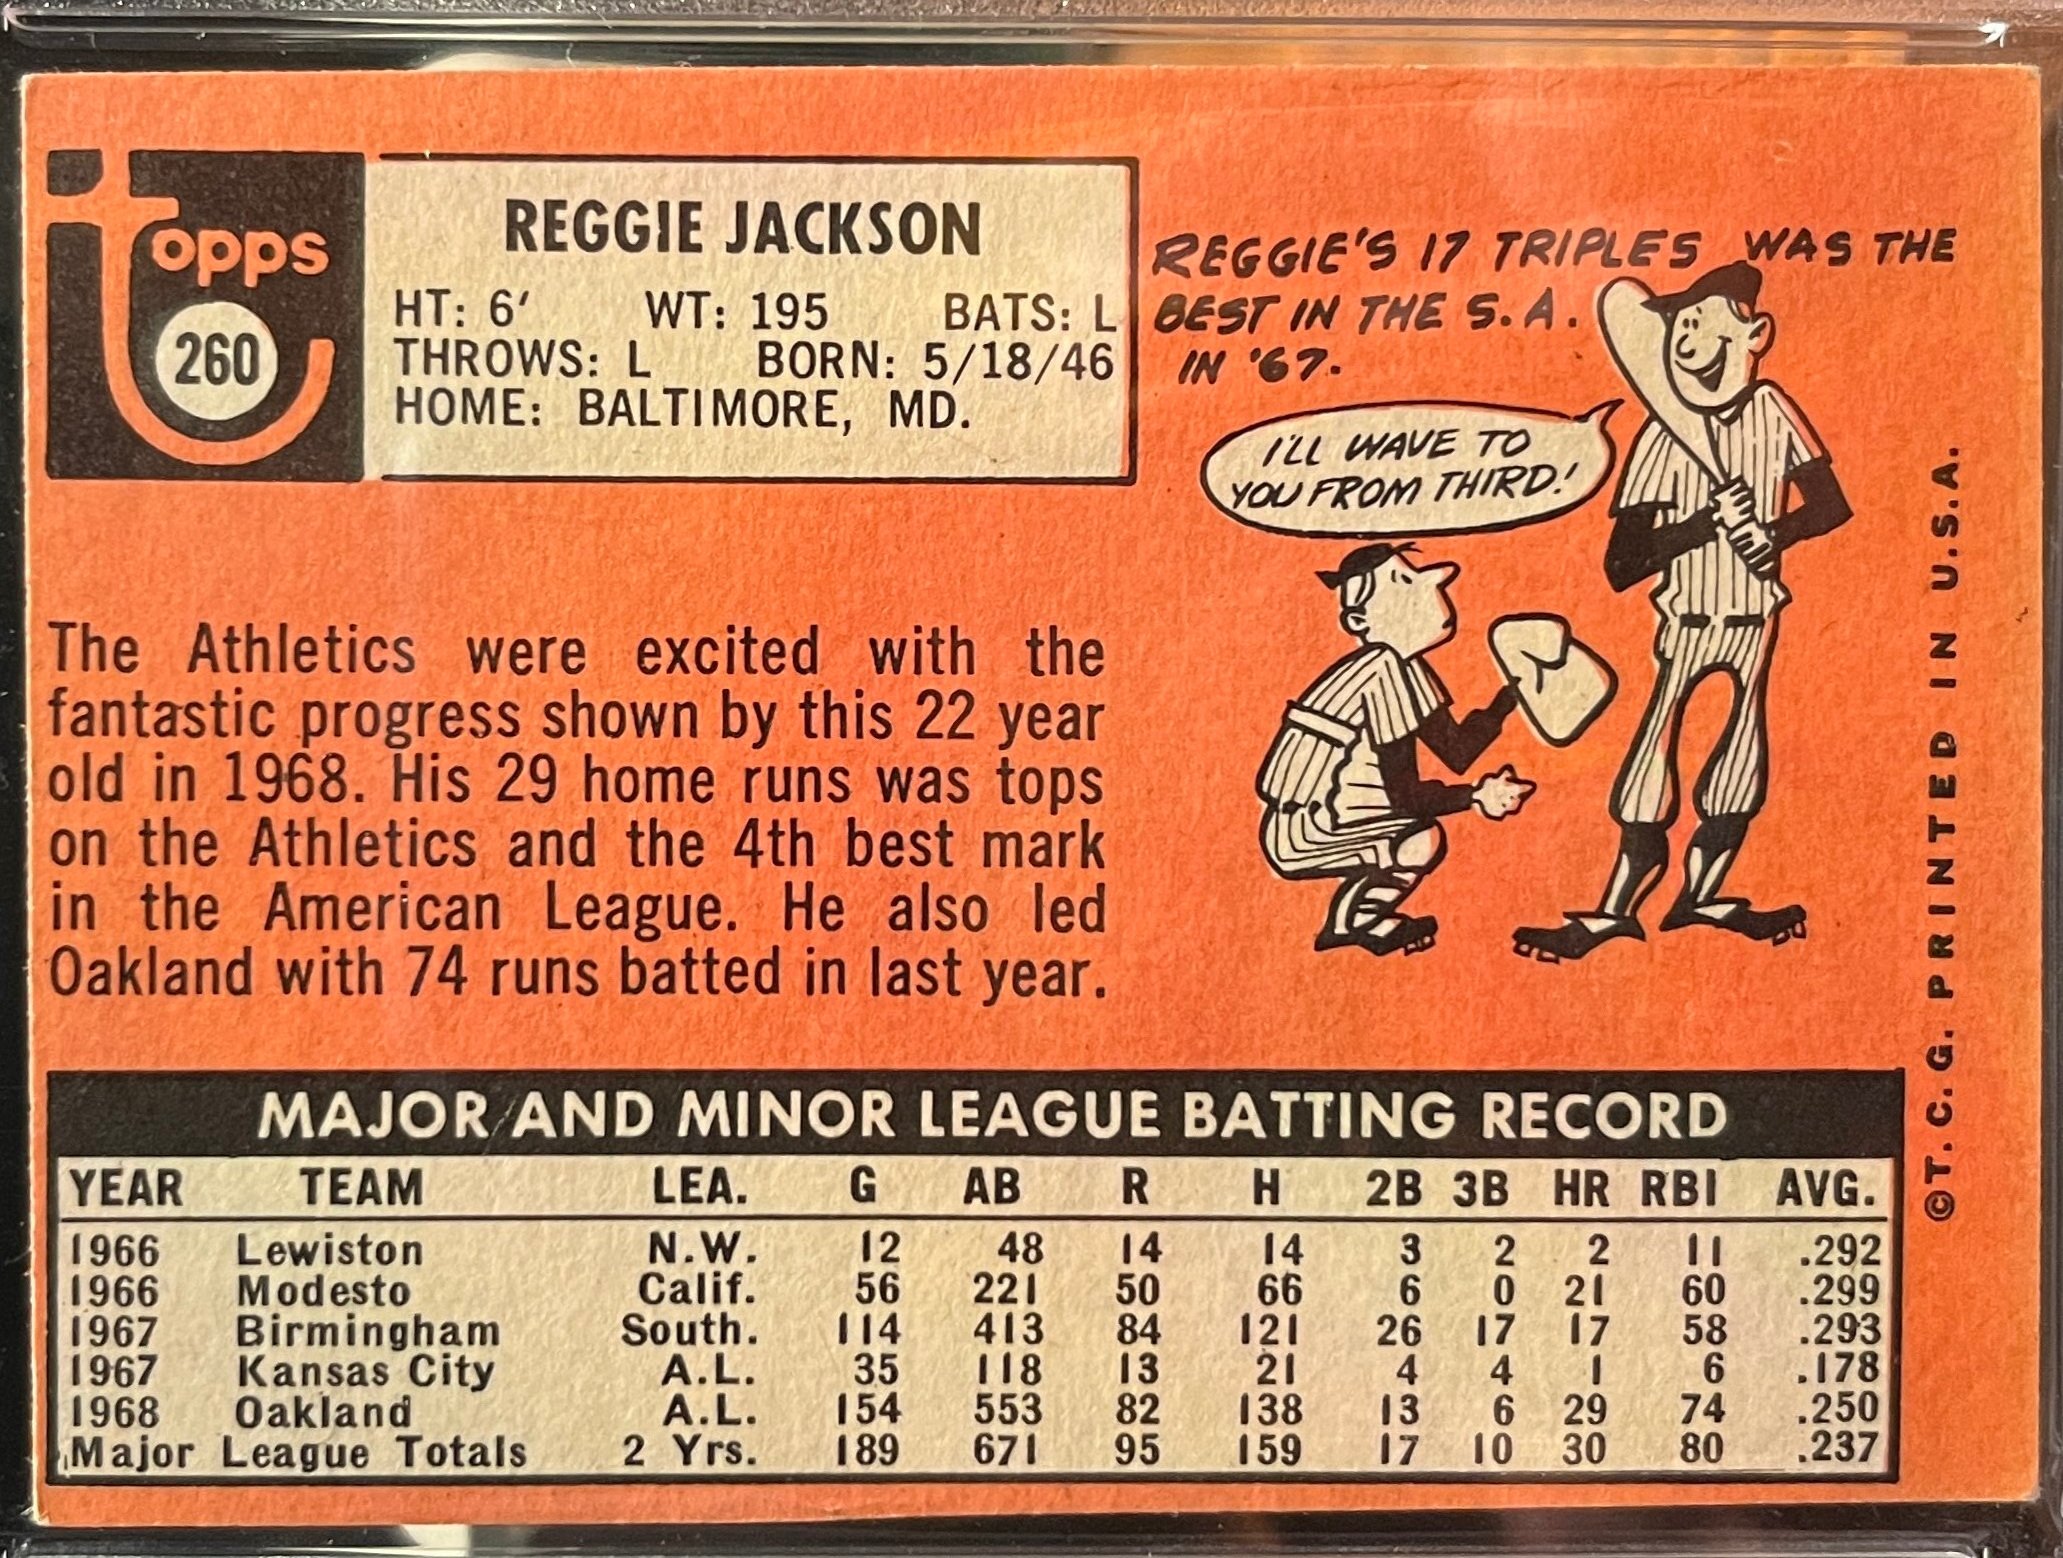 topps
260
REGGIE JACKSON
HT: 6' WT: 195 BATS: L
THROWS: L BORN: 5/18/46
HOME: BALTIMORE, MD.
REGGIE'S 17 TRIPLES WAS THE
BEST IN THE S.A.
IN '67.
I'LL WAVE TO
YOU FROM THIRD!
The Athletics were excited with the
fantastic progress shown by this 22 year
old in 1968. His 29 home runs was tops
on the Athletics and the 4th best mark
in the American League. He also led
Oakland with 74 runs batted in last year.
©T.C.G. PRINTED IN U.S.A.
MAJOR AND MINOR LEAGUE BATTING RECORD
YEAR TEAM LEA. G AB R H 2B 3B HR RBI AVG.
1966 Lewiston N.W. 12 48 14 14 3 2 2 11 .292
1966 Modesto Calif. 56 221 50 66 6 0 21 60 .299
1967 Birmingham South. 114 413 84 121 26 17 17 58 .293
1967 Kansas City A.L. 35 118 13 21 4 4 1 6 .178
1968 Oakland A.L. 154 553 82 138 13 6 29 74 .250
Major League Totals 2 Yrs. 189 671 95 159 17 10 30 80 .237